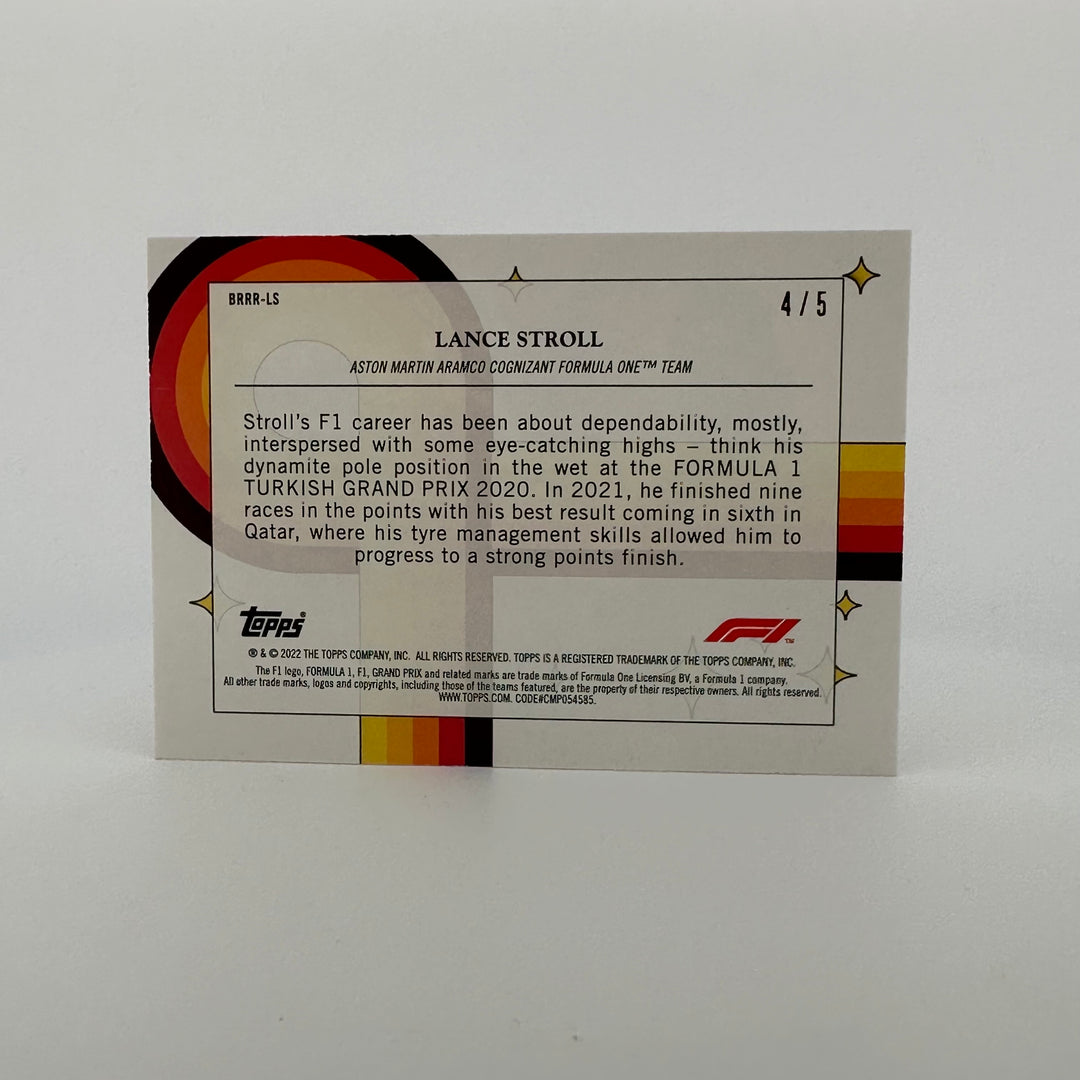 BRRR-LS
4 / 5
LANCE STROLL
ASTON MARTIN ARAMCO COGNIZANT FORMULA ONE™ TEAM
Stroll's F1 career has been about dependability, mostly,
interspersed with some eye-catching highs – think his
dynamite pole position in the wet at the FORMULA 1
TURKISH GRAND PRIX 2020. In 2021, he finished nine
races in the points with his best result coming in sixth in
Qatar, where his tyre management skills allowed him to
progress to a strong points finish.
Topps®
F1™
® & © 2022 THE TOPPS COMPANY, INC. ALL RIGHTS RESERVED. TOPPS IS A REGISTERED TRADEMARK OF THE TOPPS COMPANY, INC.
The F1 logo, FORMULA 1, F1, GRAND PRIX and related marks are trade marks of Formula One Licensing BV, a Formula 1 company.
All other trade marks, logos and copyrights, including those of the teams featured, are the property of their respective owners. All rights reserved.
WWW.TOPPS.COM. CODE#CMP054585.